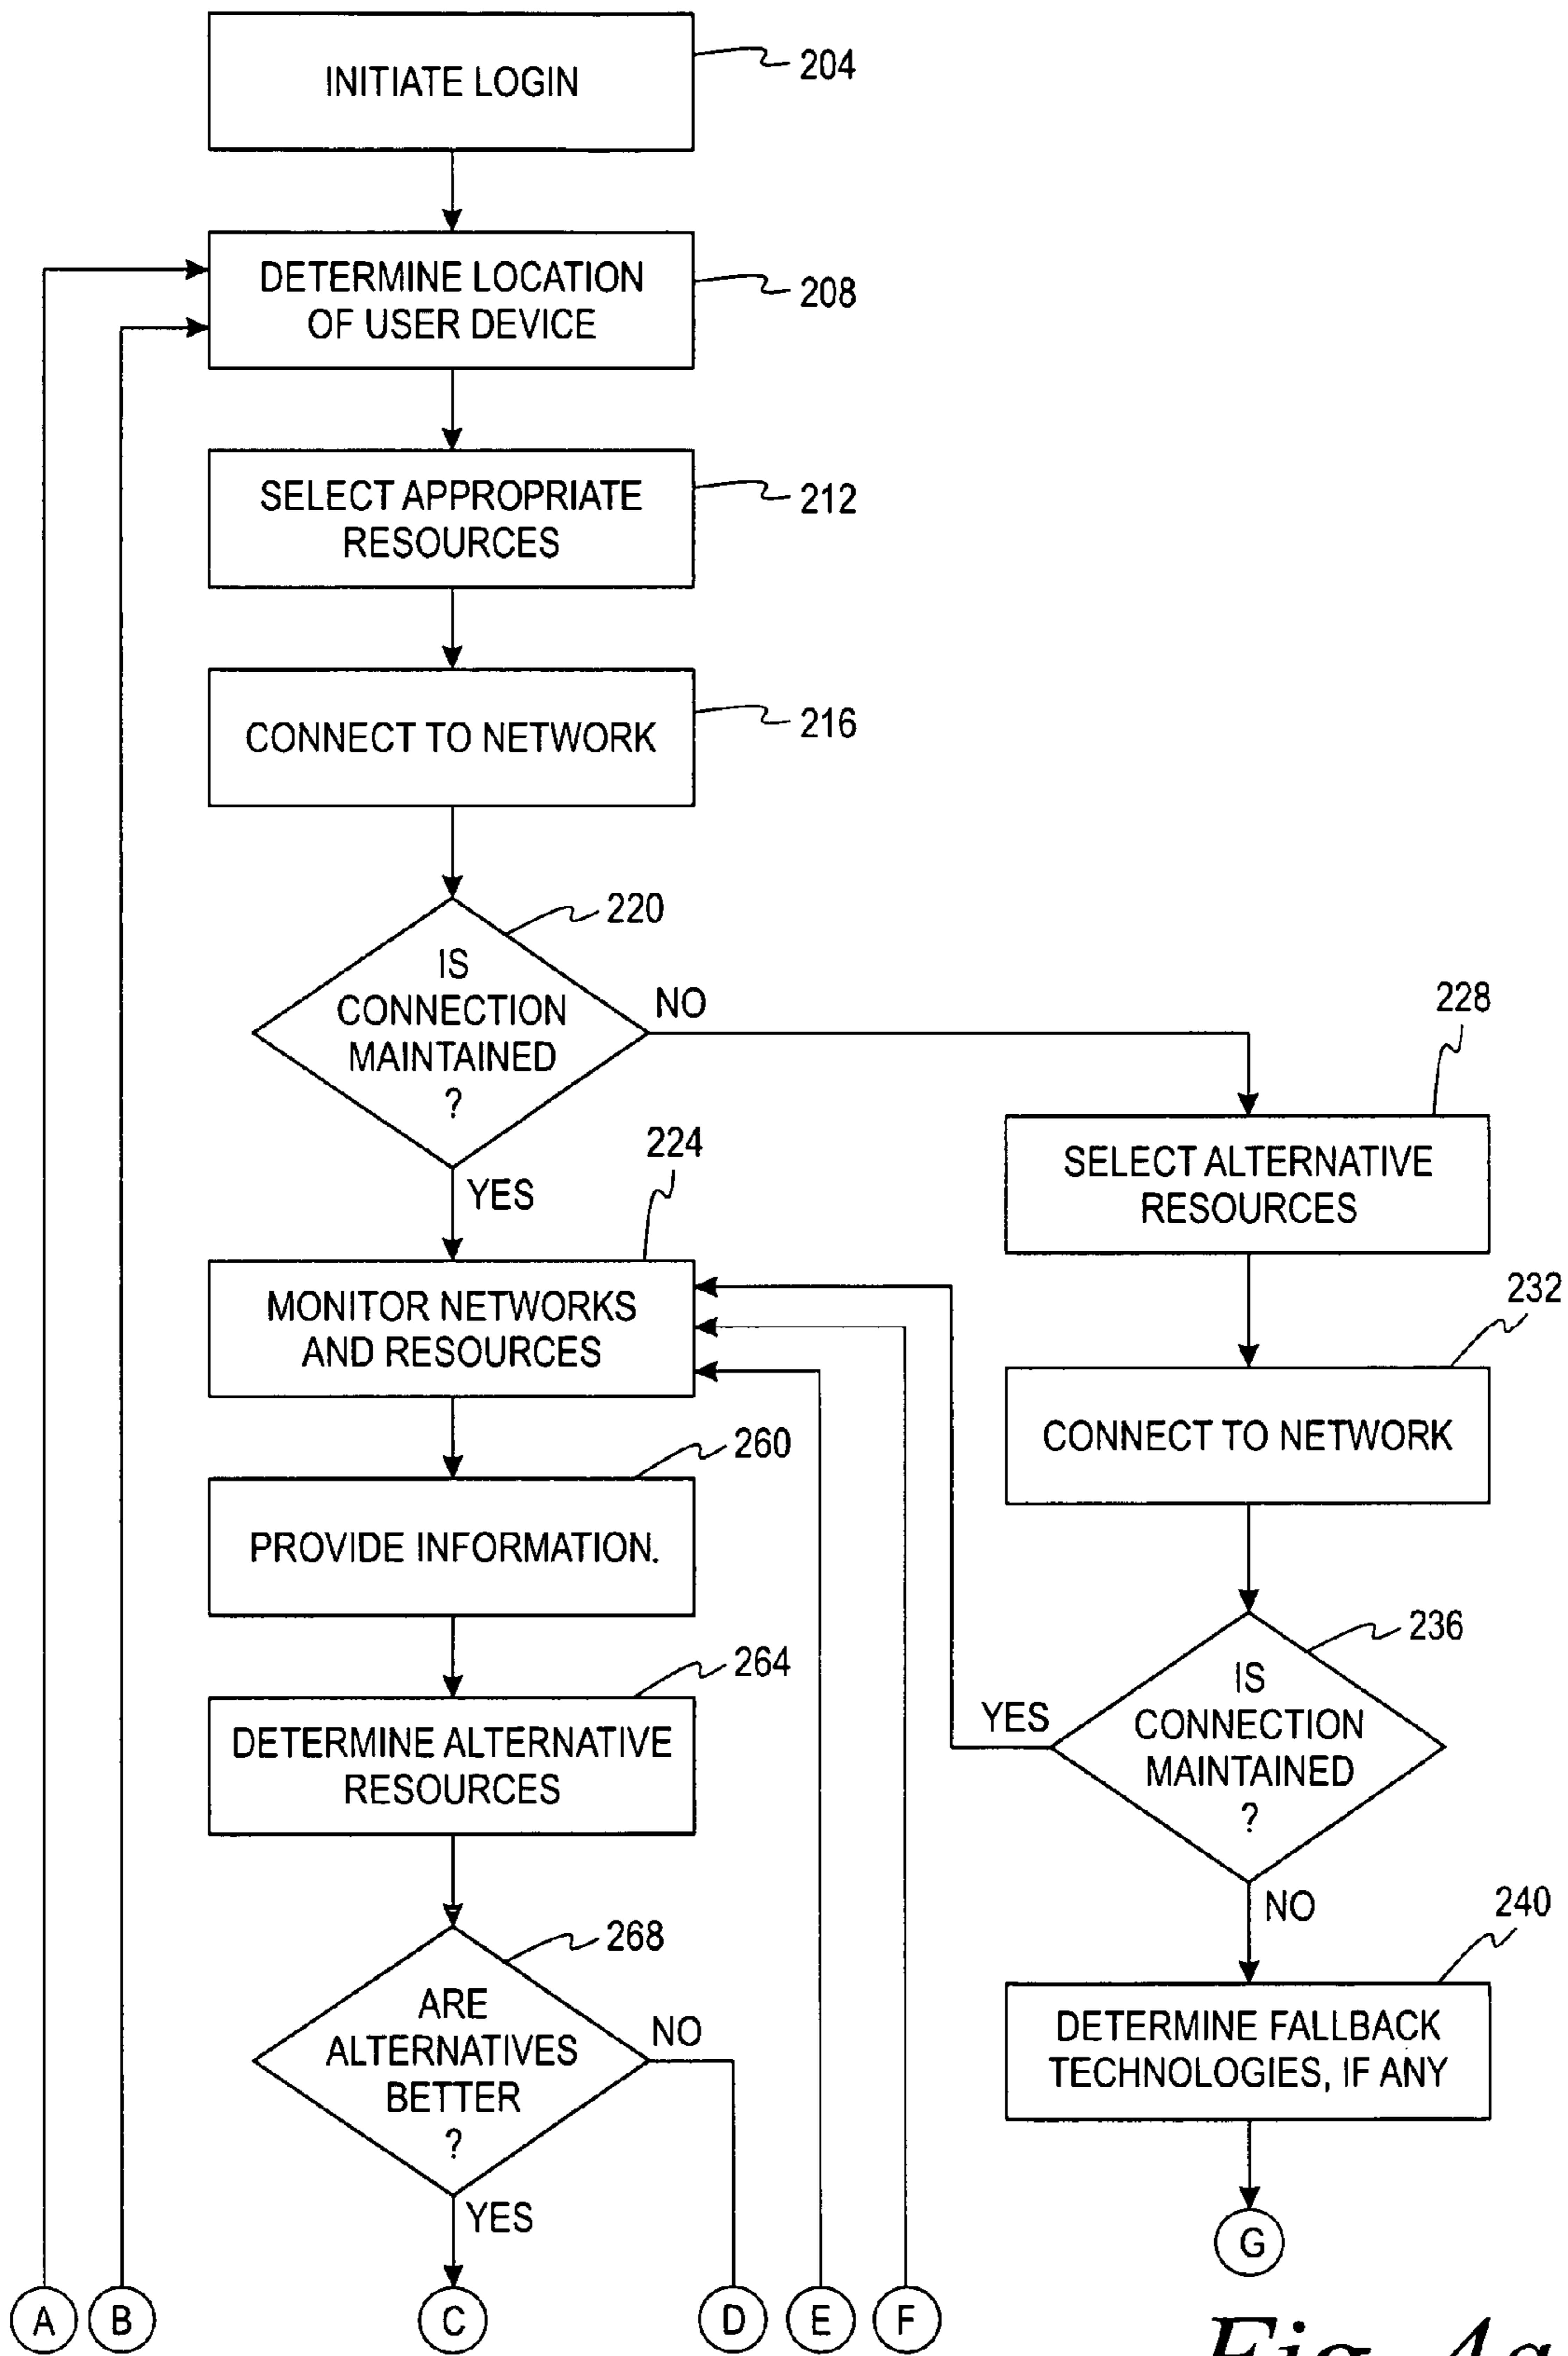 INITIATE LOGIN
204
DETERMINE LOCATION
OF USER DEVICE
208
SELECT APPROPRIATE
RESOURCES
212
CONNECT TO NETWORK
216
220
IS
CONNECTION
MAINTAINED
?
NO
YES
228
SELECT ALTERNATIVE
RESOURCES
224
MONITOR NETWORKS
AND RESOURCES
232
CONNECT TO NETWORK
260
PROVIDE INFORMATION.
236
IS
CONNECTION
MAINTAINED
?
YES
NO
264
DETERMINE ALTERNATIVE
RESOURCES
240
DETERMINE FALLBACK
TECHNOLOGIES, IF ANY
268
ARE
ALTERNATIVES
BETTER
?
NO
YES
G
A
B
C
D
E
F
Fig. 4a